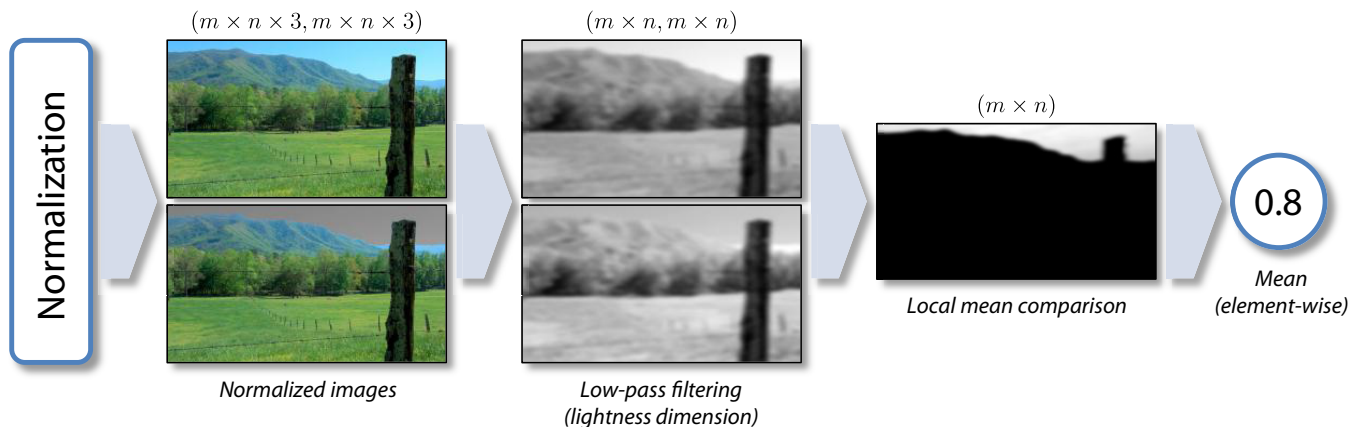 Normalization
(m × n × 3, m × n × 3)
Normalized images
(m × n, m × n)
Low-pass filtering
(lightness dimension)
(m × n)
Local mean comparison
0.8
Mean
(element-wise)